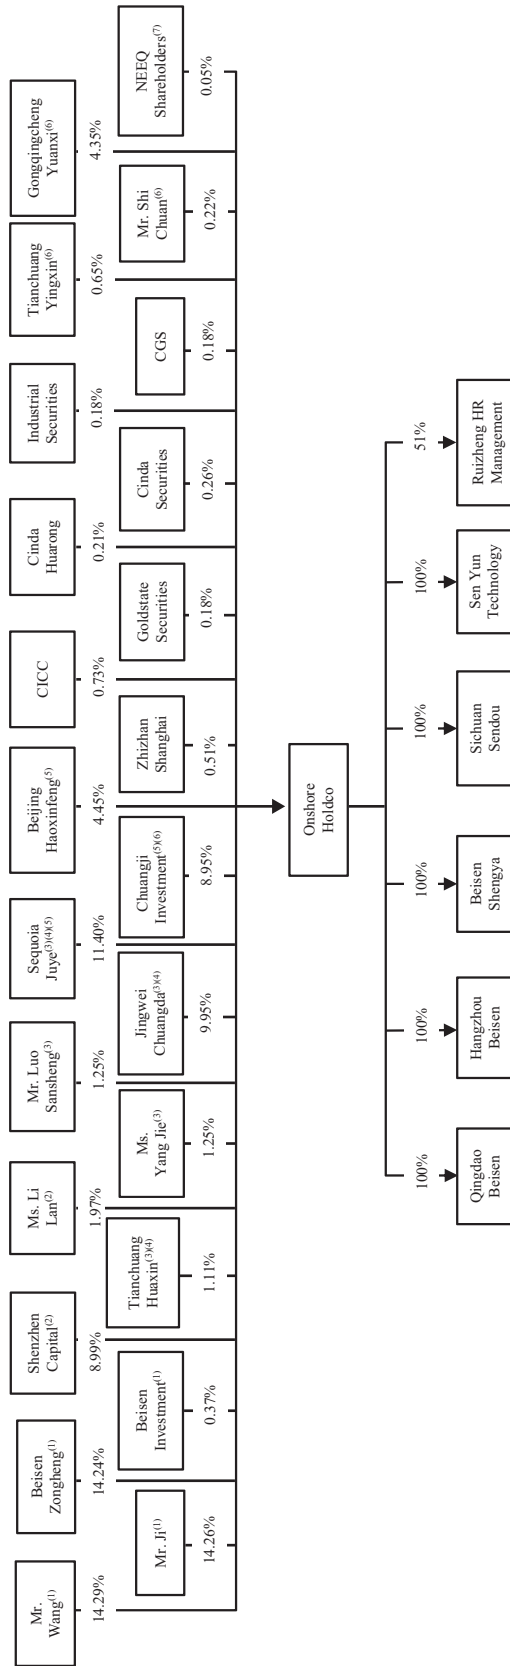 Mr.
Wang(1)
14.29%
Beisen
Zongheng(1)
14.24%
Shenzhen
Capital(2)
8.99%
Ms. Li
Lan(2)
1.97%
Mr. Luo
Sansheng(3)
1.25%
Sequoia
Juye(3)(4)(5)
11.40%
Beijing
Haoxinfeng(5)
4.45%
CICC
0.73%
Cinda
Huarong
0.21%
Industrial
Securities
0.18%
Tianchuang
Yingxin(6)
0.65%
Gongqingcheng
Yuanxi(6)
4.35%
Mr. Ji(1)
14.26%
Beisen
Investment(1)
0.37%
Tianchuang
Huaxin(3)(4)
1.11%
Ms.
Yang Jie(3)
1.25%
Jingwei
Chuangda(3)(4)
9.95%
Chuangji
Investment(5)(6)
8.95%
Zhizhan
Shanghai
0.51%
Goldstate
Securities
0.18%
Cinda
Securities
0.26%
CGS
0.18%
Mr. Shi
Chuan(6)
0.22%
NEEQ
Shareholders(7)
0.05%
Onshore
Holdco
100%
Qingdao
Beisen
100%
Hangzhou
Beisen
100%
Beisen
Shengya
100%
Sichuan
Sendou
100%
Sen Yun
Technology
51%
Ruizheng HR
Management